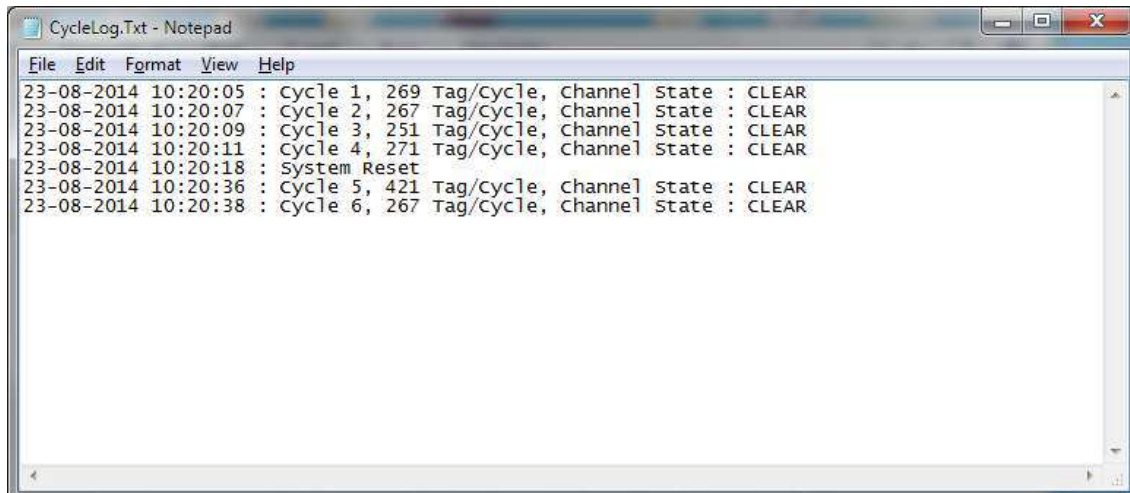 CycleLog.Txt - Notepad
File Edit Format View Help
23-08-2014 10:20:05 : Cycle 1, 269 Tag/Cycle, Channel State : CLEAR
23-08-2014 10:20:07 : Cycle 2, 267 Tag/Cycle, Channel State : CLEAR
23-08-2014 10:20:09 : Cycle 3, 251 Tag/Cycle, Channel State : CLEAR
23-08-2014 10:20:11 : Cycle 4, 271 Tag/Cycle, Channel State : CLEAR
23-08-2014 10:20:18 : System Reset
23-08-2014 10:20:36 : Cycle 5, 421 Tag/Cycle, Channel State : CLEAR
23-08-2014 10:20:38 : Cycle 6, 267 Tag/Cycle, Channel State : CLEAR